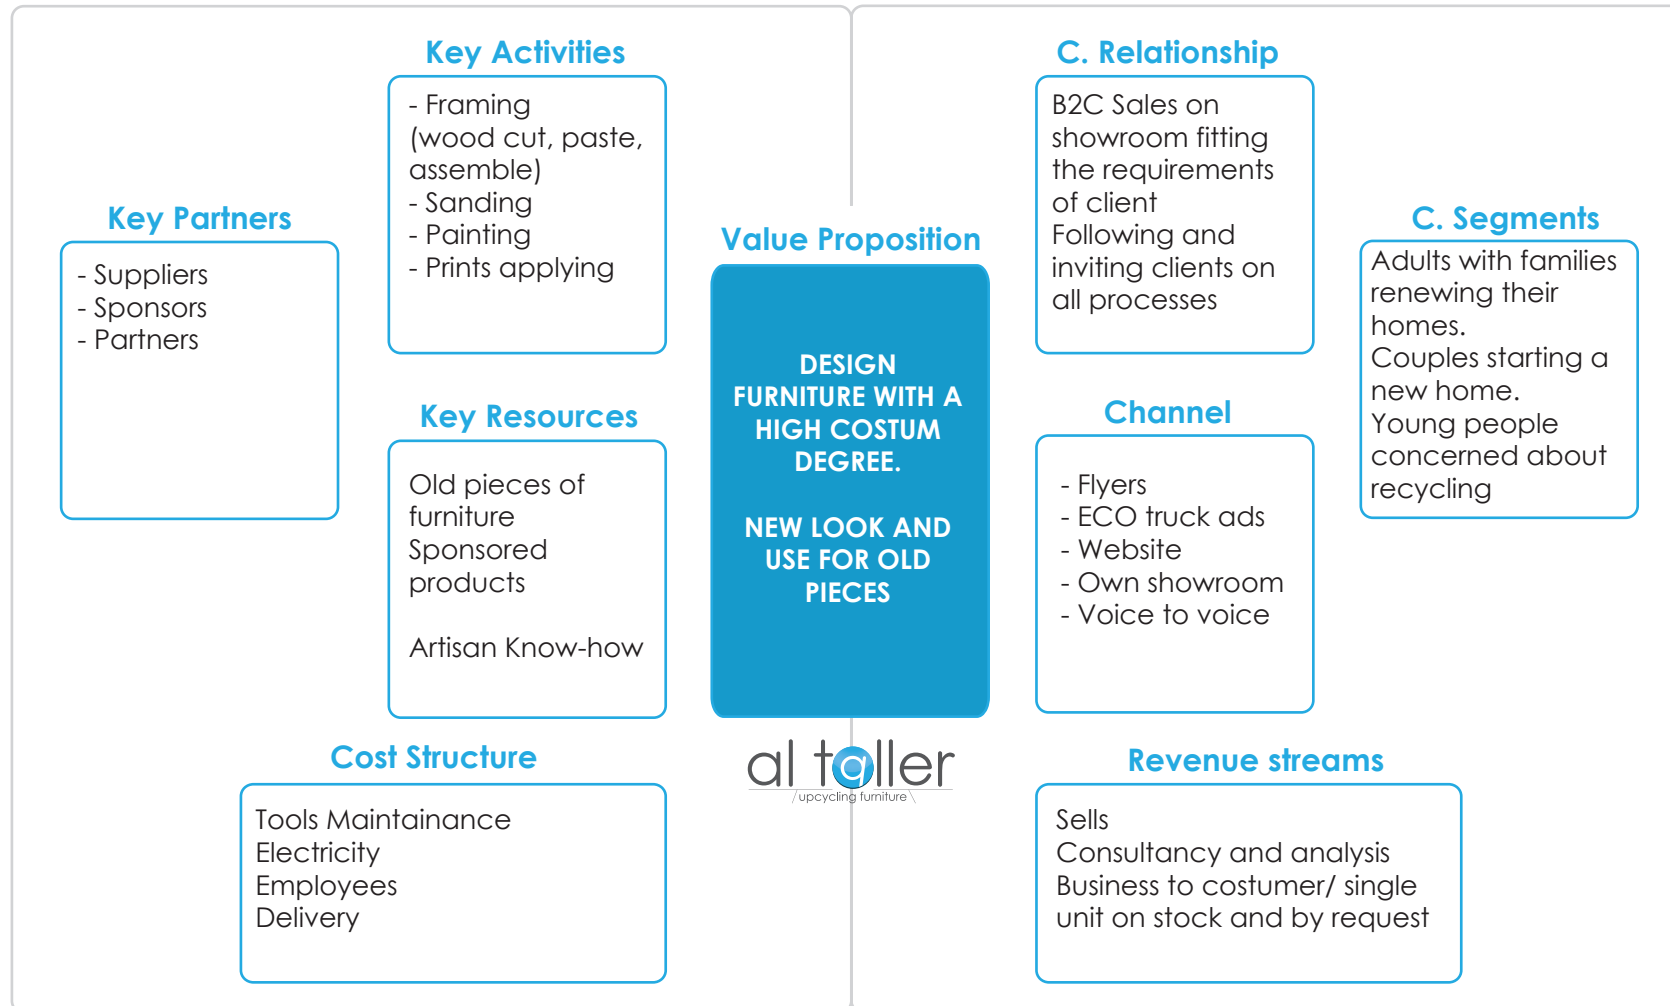 Key Partners
- Suppliers
- Sponsors
- Partners
Key Activities
- Framing
(wood cut, paste,
assemble)
- Sanding
- Painting
- Prints applying
Key Resources
Old pieces of
furniture
Sponsored
products
Artisan Know-how
Value Proposition
DESIGN
FURNITURE WITH A
HIGH COSTUM
DEGREE.
NEW LOOK AND
USE FOR OLD
PIECES
C. Relationship
B2C Sales on
showroom fitting
the requirements
of client
Following and
inviting clients on
all processes
Channel
- Flyers
- ECO truck ads
- Website
- Own showroom
- Voice to voice
C. Segments
Adults with families
renewing their
homes.
Couples starting a
new home.
Young people
concerned about
recycling
Cost Structure
Tools Maintainance
Electricity
Employees
Delivery
al taller
/upcycling furniture\
Revenue streams
Sells
Consultancy and analysis
Business to costumer/ single
unit on stock and by request